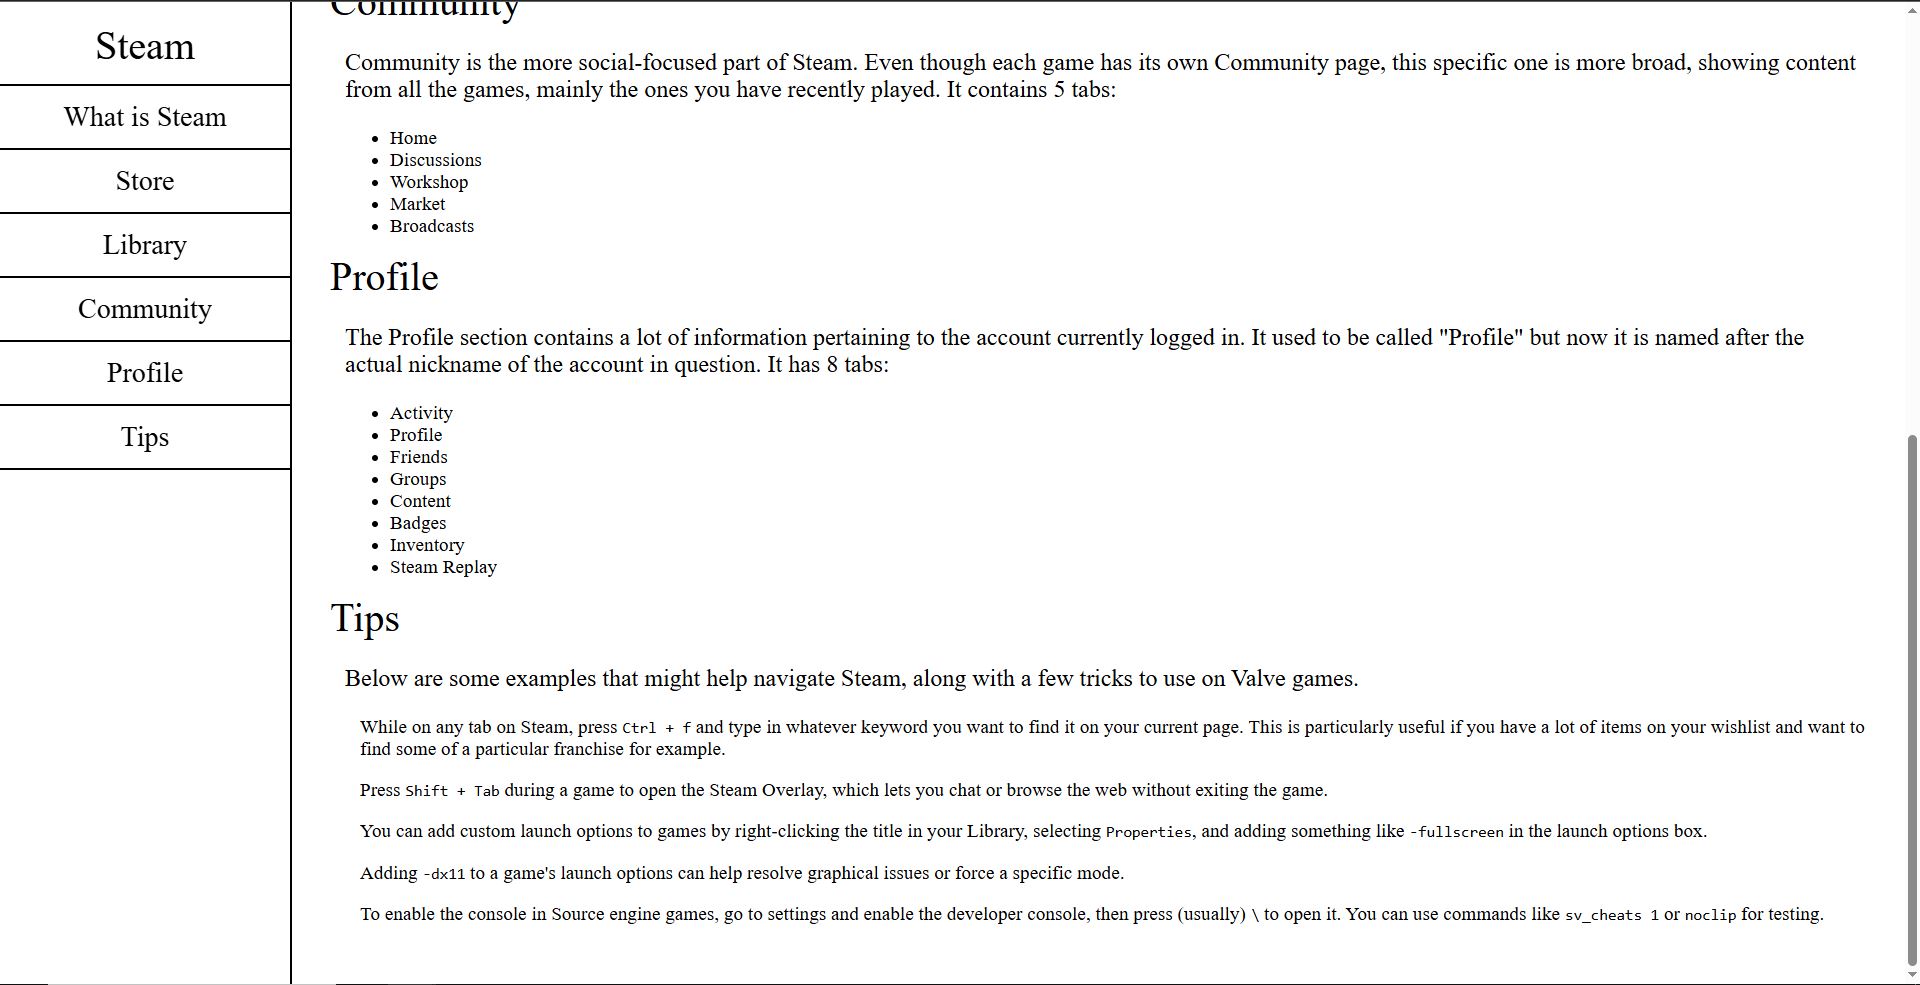 Steam
What is Steam
Store
Library
Community
Profile
Tips
Community
Community is the more social-focused part of Steam. Even though each game has its own Community page, this specific one is more broad, showing content
from all the games, mainly the ones you have recently played. It contains 5 tabs:
• Home
• Discussions
• Workshop
• Market
• Broadcasts
Profile
The Profile section contains a lot of information pertaining to the account currently logged in. It used to be called "Profile" but now it is named after the
actual nickname of the account in question. It has 8 tabs:
• Activity
• Profile
• Friends
• Groups
• Content
• Badges
• Inventory
• Steam Replay
Tips
Below are some examples that might help navigate Steam, along with a few tricks to use on Valve games.
While on any tab on Steam, press Ctrl + f and type in whatever keyword you want to find it on your current page. This is particularly useful if you have a lot of items on your wishlist and want to
find some of a particular franchise for example.
Press Shift + Tab during a game to open the Steam Overlay, which lets you chat or browse the web without exiting the game.
You can add custom launch options to games by right-clicking the title in your Library, selecting Properties, and adding something like -fullscreen in the launch options box.
Adding -dx11 to a game's launch options can help resolve graphical issues or force a specific mode.
To enable the console in Source engine games, go to settings and enable the developer console, then press (usually) \ to open it. You can use commands like sv_cheats 1 or noclip for testing.